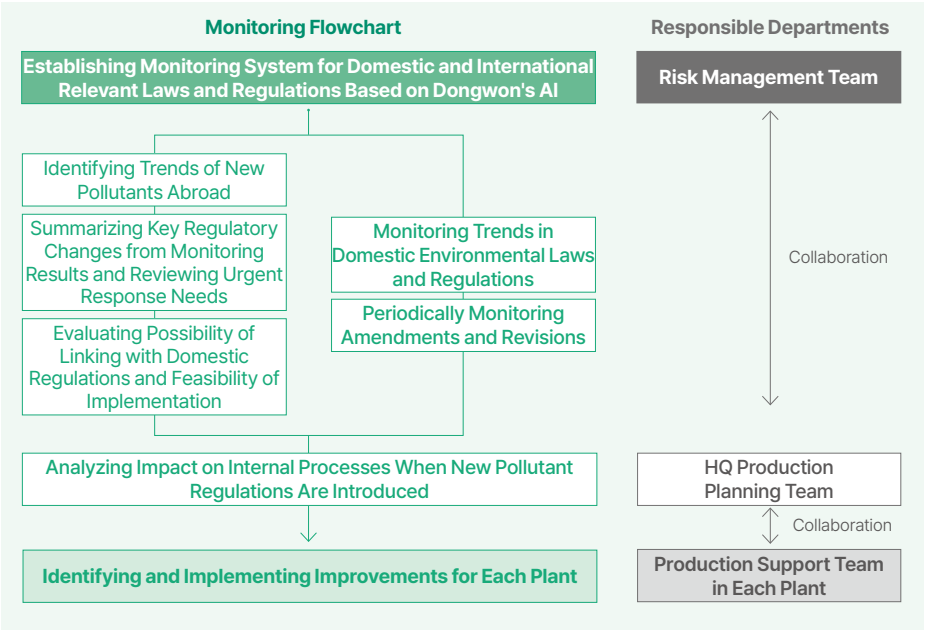 Monitoring Flowchart
Responsible Departments
Establishing Monitoring System for Domestic and International
Relevant Laws and Regulations Based on Dongwon's AI
Risk Management Team
Identifying Trends of New
Pollutants Abroad
Summarizing Key Regulatory
Changes from Monitoring
Results and Reviewing Urgent
Response Needs
Evaluating Possibility of
Linking with Domestic
Regulations and Feasibility of
Implementation
Monitoring Trends in
Domestic Environmental Laws
and Regulations
Periodically Monitoring
Amendments and Revisions
Collaboration
Analyzing Impact on Internal Processes When New Pollutant
Regulations Are Introduced
HQ Production
Planning Team
Collaboration
Identifying and Implementing Improvements for Each Plant
Production Support Team
in Each Plant